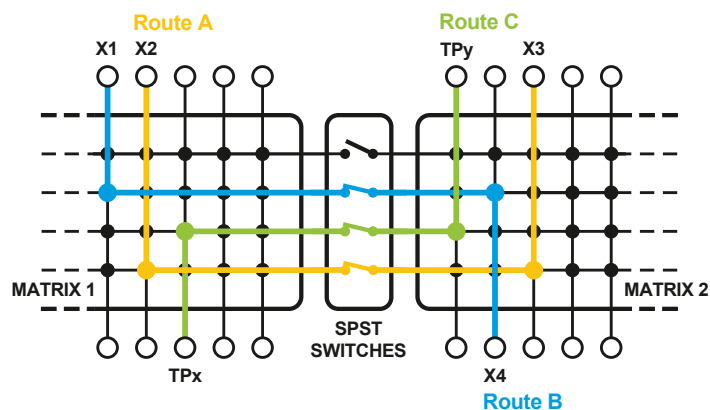 Route A
Route C
X1
X2
TPy
X3
MATRIX 1
MATRIX 2
SPST
SWITCHES
TPx
X4
Route B